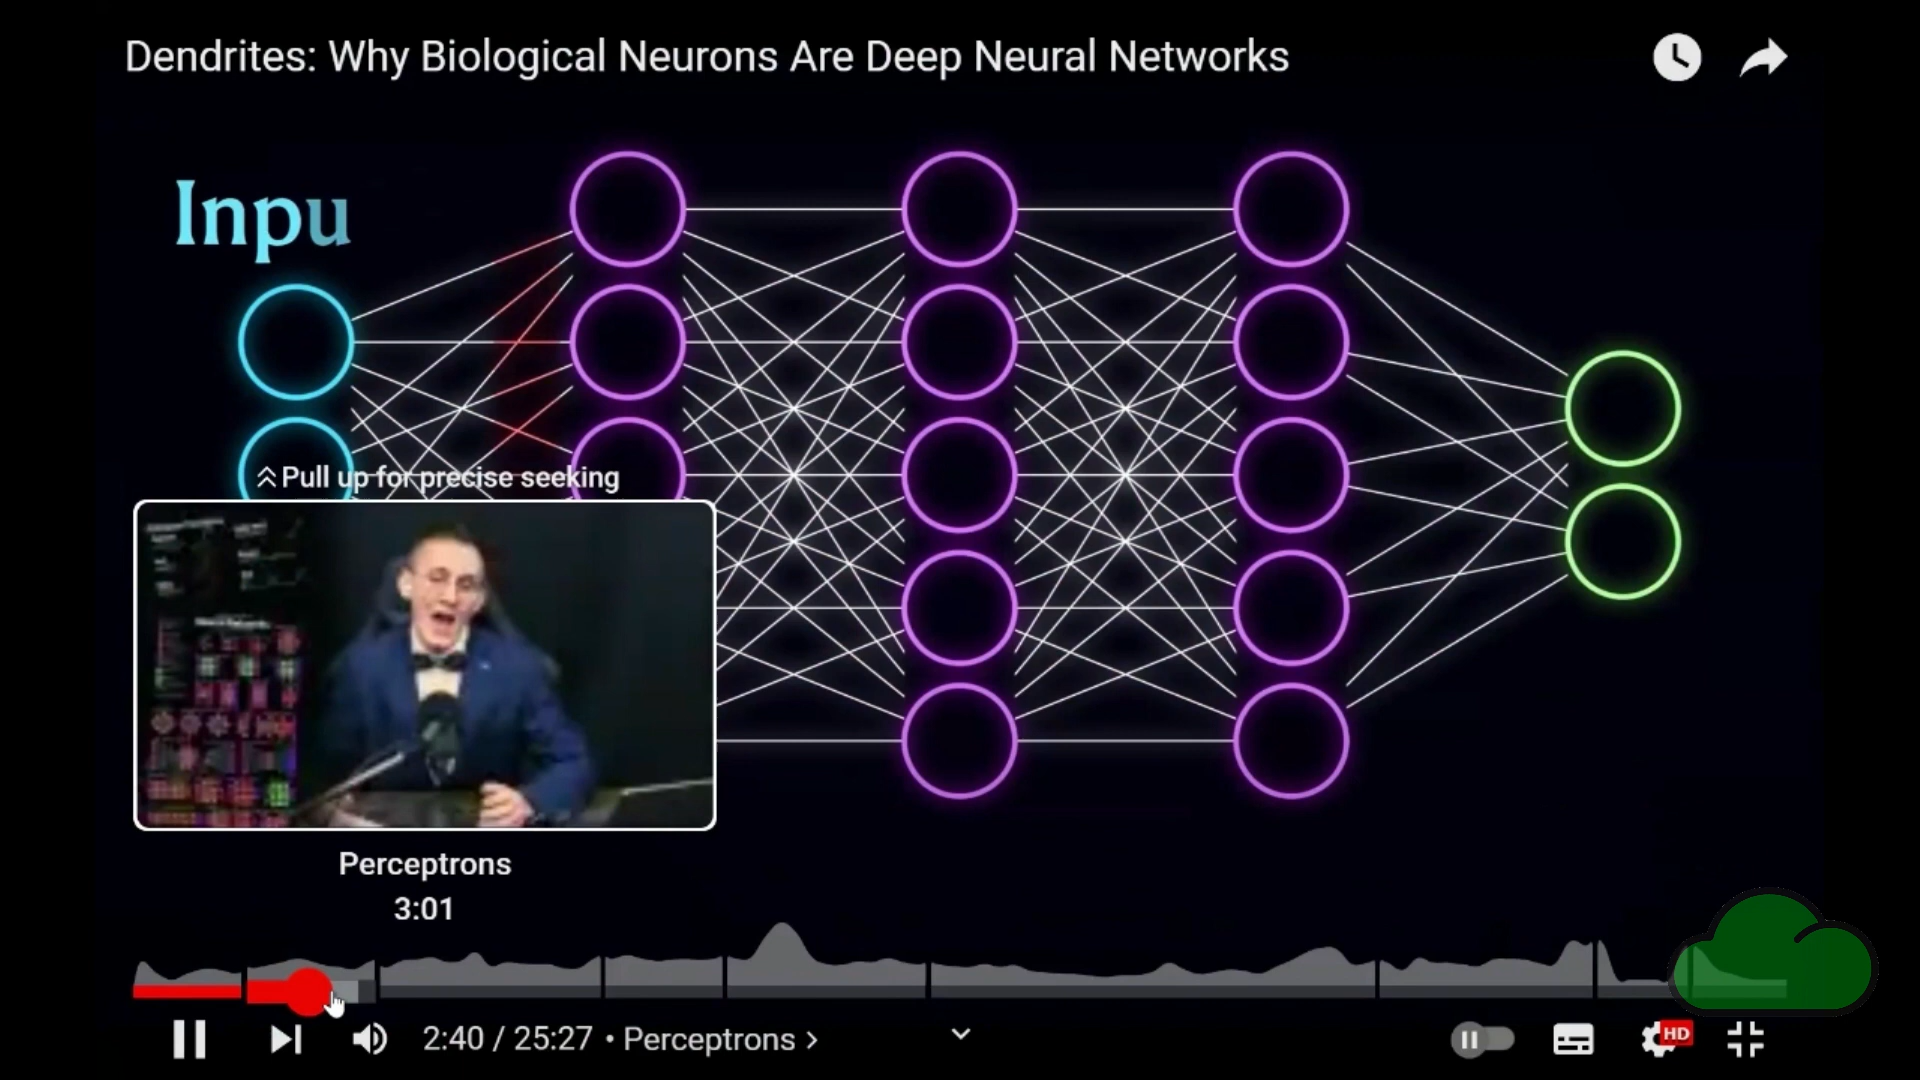 Dendrites: Why Biological Neurons Are Deep Neural Networks
Inpu
Pull up for precise seeking
Perceptrons
3:01
2:40 / 25:27 • Perceptrons >
HD